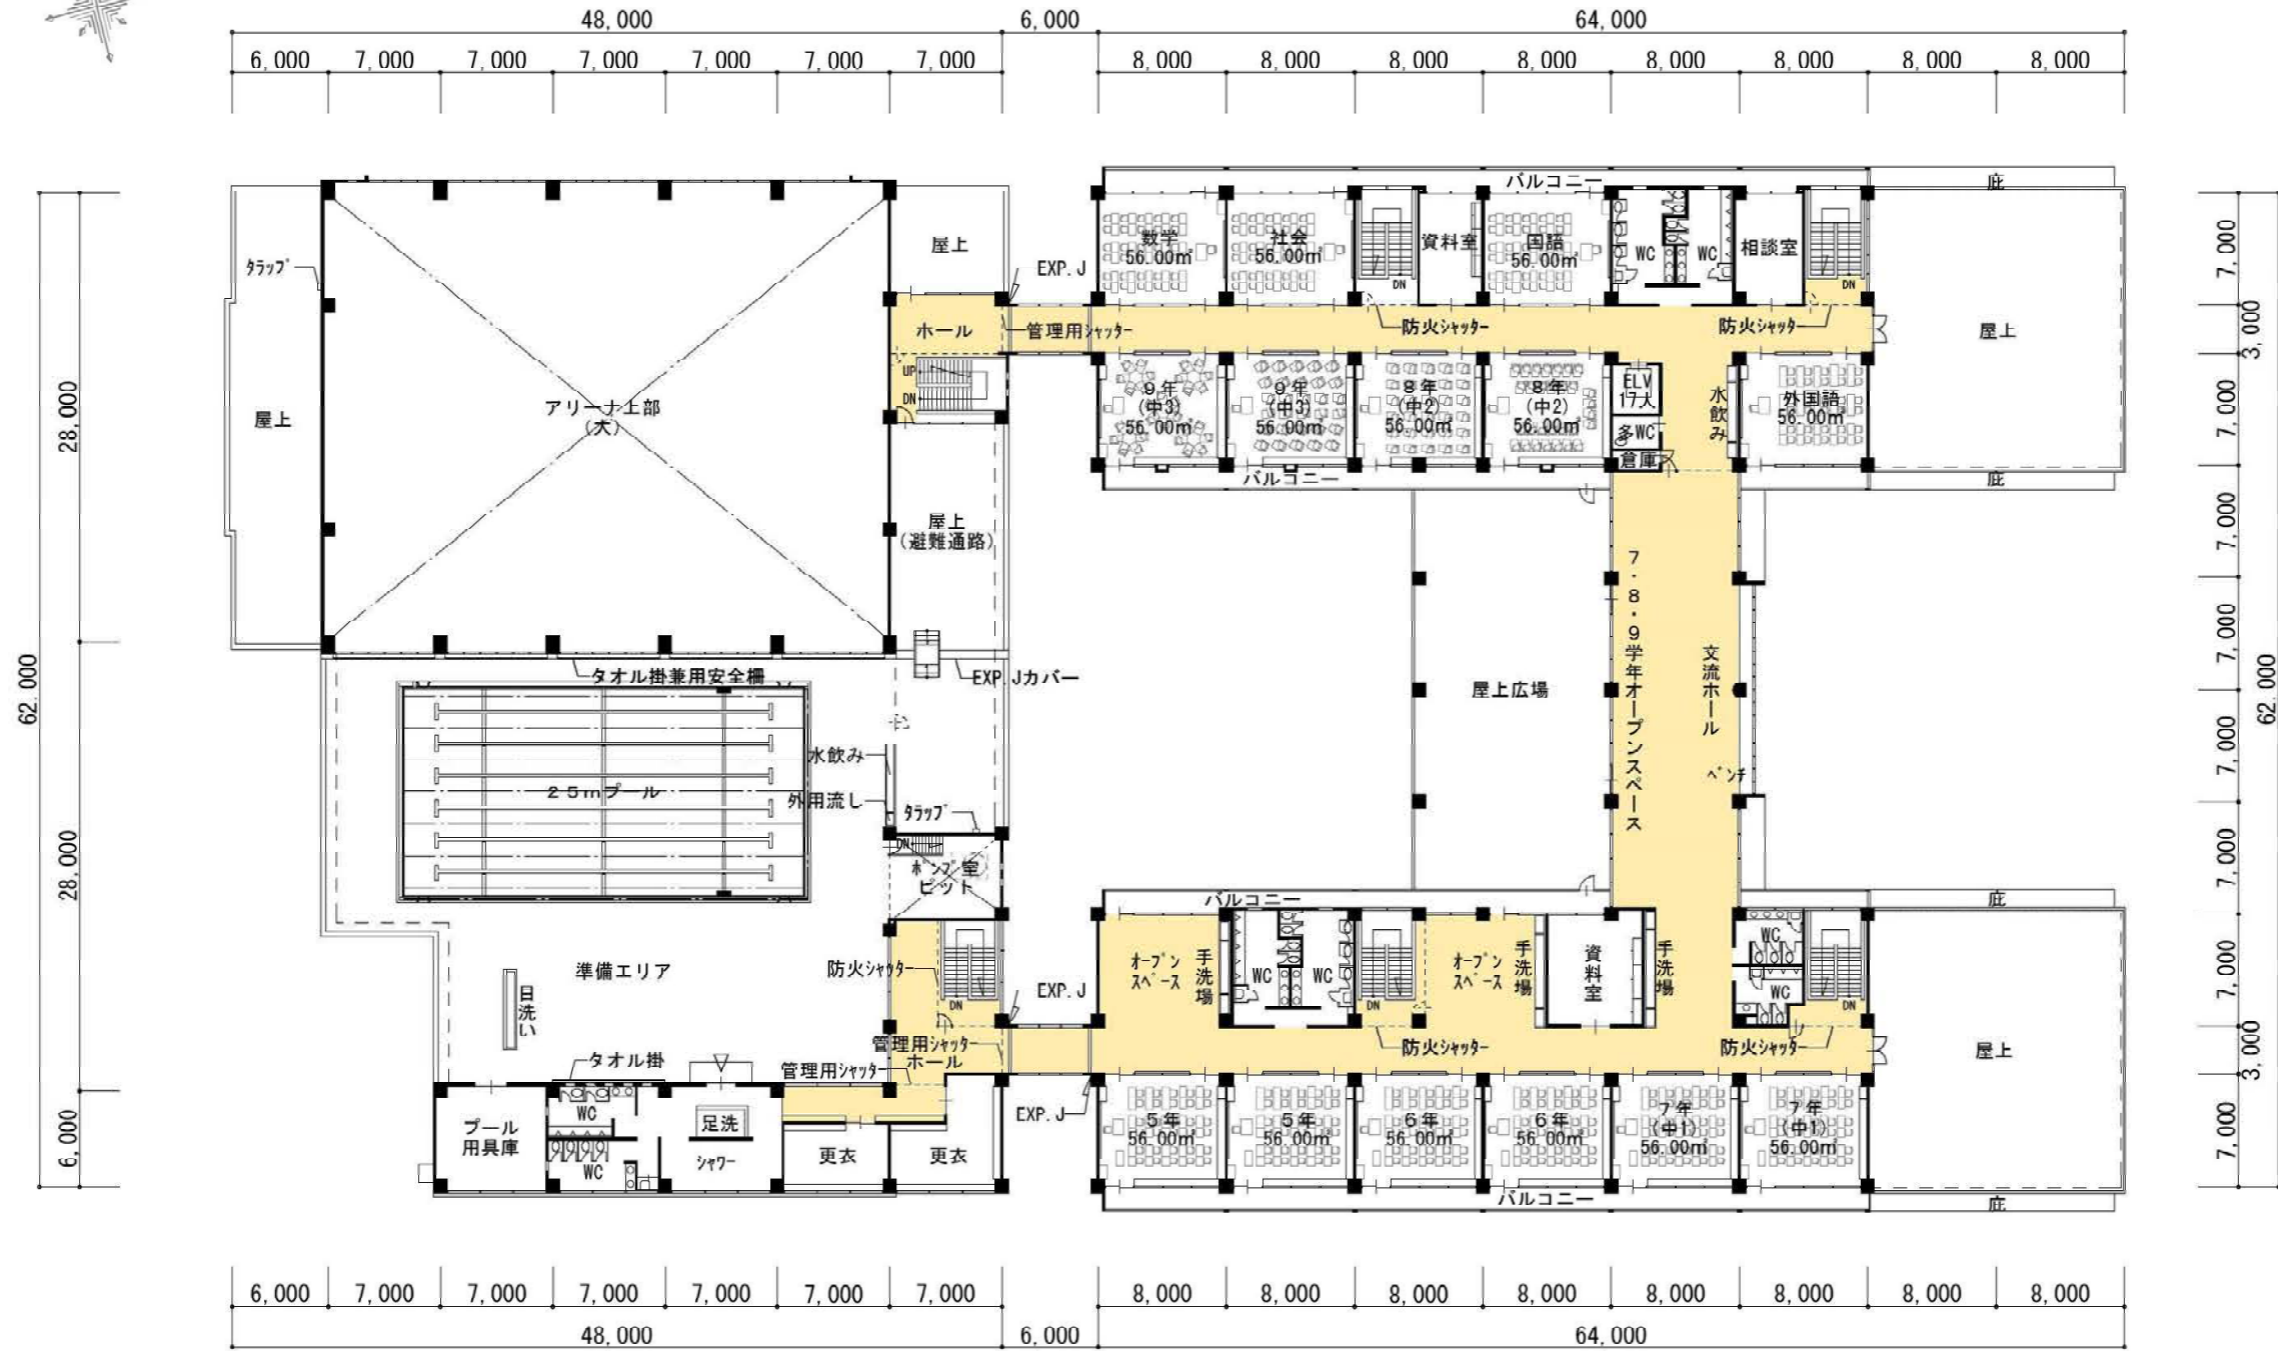 48,000 6,000 64,000
6,000 7,000 7,000 7,000 7,000 7,000 7,000 8,000 8,000 8,000 8,000 8,000 8,000 8,000 8,000
バルコニー
庇
屋上
タラップ
EXP.J
数学
56.00㎡
社会
56.00㎡
DN
資料室
国語
56.00㎡
WC
WC
相談室
DN
ホール
管理用シャッター
防火シャッター
防火シャッター
屋上
UP
DN
アリーナ上部
(大)
屋上
9年
(中3)
56.00㎡
9年
(中3)
56.00㎡
8年
(中2)
56.00㎡
8年
(中2)
56.00㎡
ELV
17人
多WC
倉庫
水飲み
外国語
56.00㎡
バルコニー
庇
屋上
(避難通路)
7・8・9学年オープンスペース
文流ホール
ベンチ
屋上広場
タオル掛兼用安全柵
EXP.Jカバー
25mプール
水飲み
外用流し
タラップ
DN
ポンプ室
ピット
バルコニー
庇
準備エリア
目洗い
防火シャッター
DN
EXP.J
オープン
スペース
手洗場
WC
WC
DN
オープン
スペース
手洗場
資料室
手洗場
WC
WC
DN
タオル掛
管理用シャッター
管理用シャッター
ホール
防火シャッター
防火シャッター
屋上
EXP.J
プール
用具庫
WC
WC
足洗
シャワー
更衣
更衣
5年
56.00㎡
5年
56.00㎡
6年
56.00㎡
6年
56.00㎡
7年
(中1)
56.00㎡
7年
(中1)
56.00㎡
バルコニー
庇
62,000
28,000
28,000
6,000
7,000
3,000
7,000
7,000
7,000
7,000
7,000
7,000
3,000
7,000
62,000
6,000 7,000 7,000 7,000 7,000 7,000 7,000 8,000 8,000 8,000 8,000 8,000 8,000 8,000 8,000
48,000 6,000 64,000